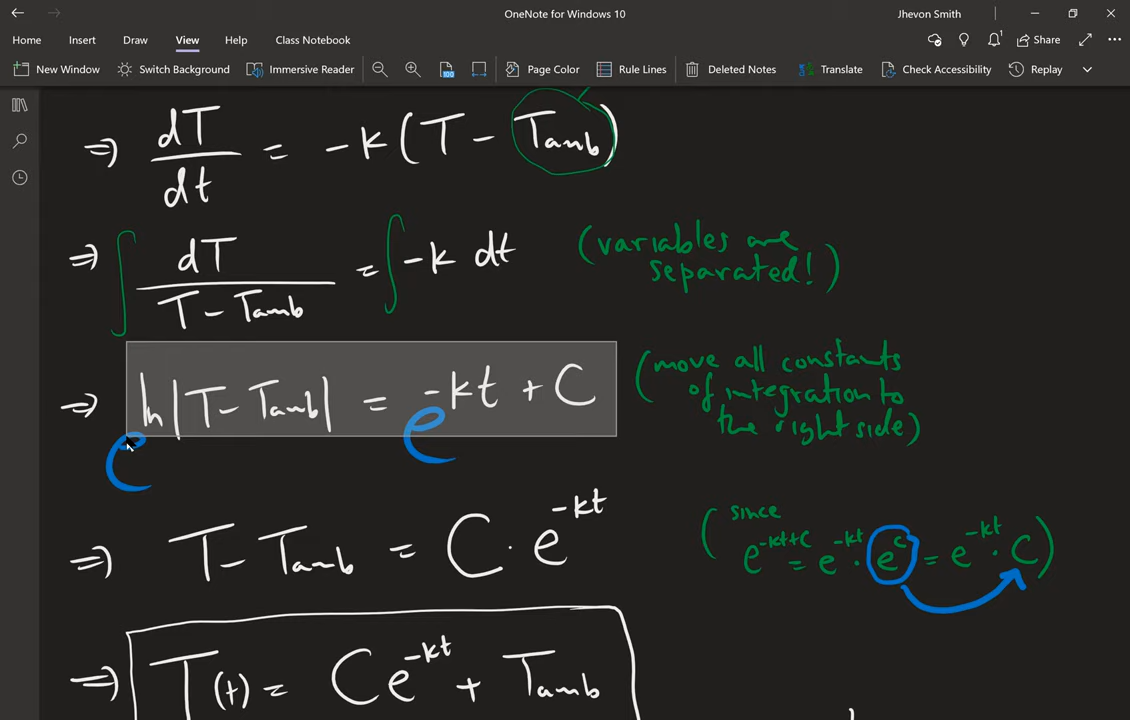 OneNote for Windows 10
Jhevon Smith
Home Insert Draw View Help Class Notebook
1 Share
New Window Switch Background Immersive Reader 100 Page Color Rule Lines Deleted Notes Translate Check Accessibility Replay
⇒ dT/dt = -k(T - Tamb)
⇒ ∫ dT/(T - Tamb) = ∫ -k dt (variables are
separated!)
⇒ ln|T - Tamb| = -kt + C (move all constants
of integration to
the right side)
e e
(since
⇒ T - Tamb = C · e^{-kt} e^{-kt+C} = e^{-kt} · e^{C} = e^{-kt} · C)
⇒ T(t) = Ce^{-kt} + Tamb